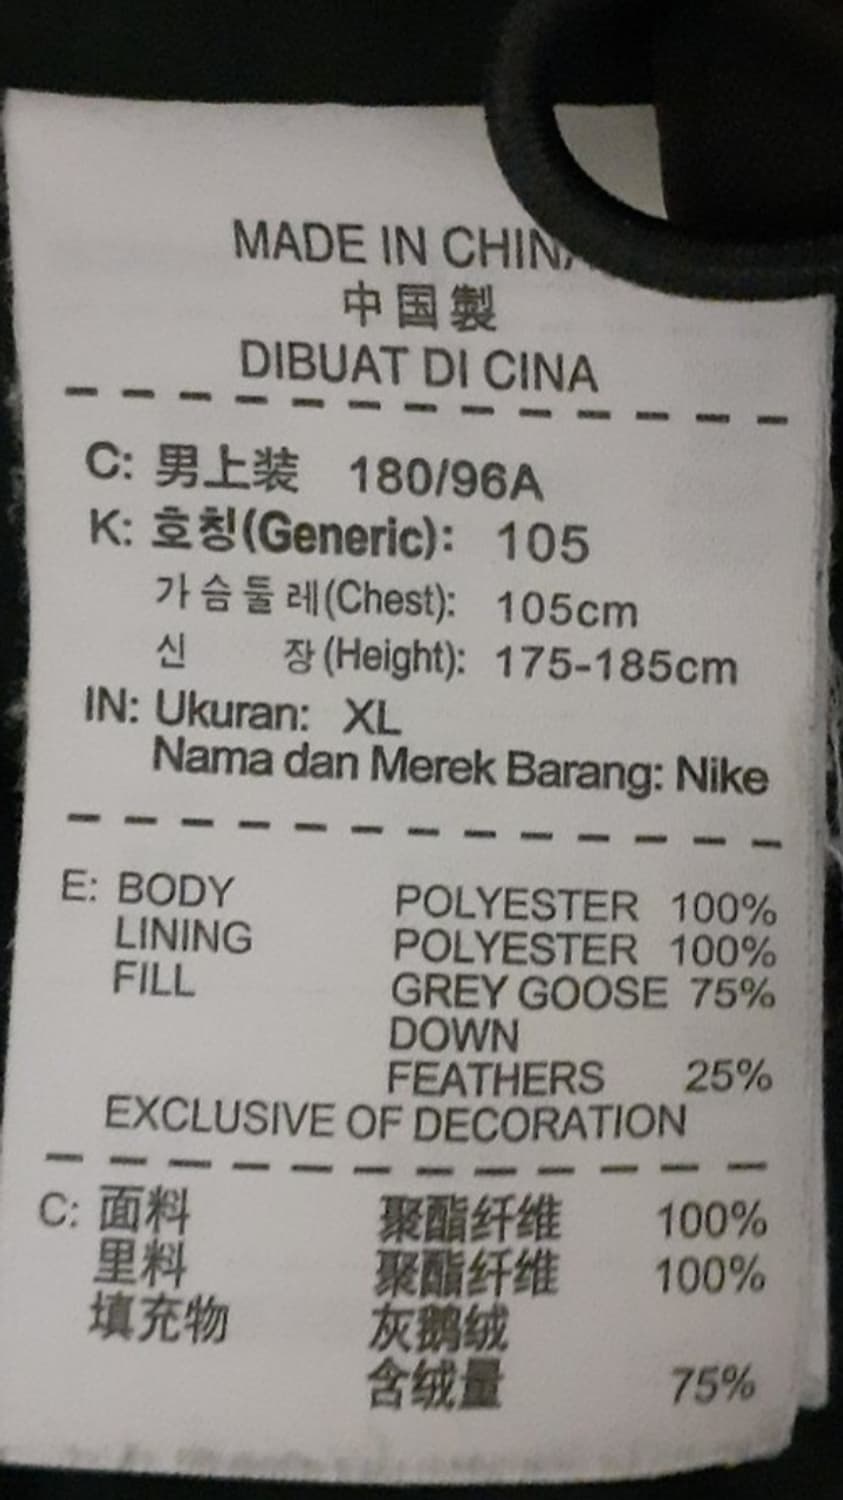 MADE IN CHINA
中国製
DIBUAT DI CINA
C: 男上装 180/96A
K: 호칭(Generic): 105
가슴둘레(Chest): 105cm
신 장(Height): 175-185cm
IN: Ukuran: XL
Nama dan Merek Barang: Nike
E: BODY POLYESTER 100%
LINING POLYESTER 100%
FILL GREY GOOSE 75%
DOWN
FEATHERS 25%
EXCLUSIVE OF DECORATION
C: 面料 聚酯纤维 100%
里料 聚酯纤维 100%
填充物 灰鹅绒
含绒量 75%